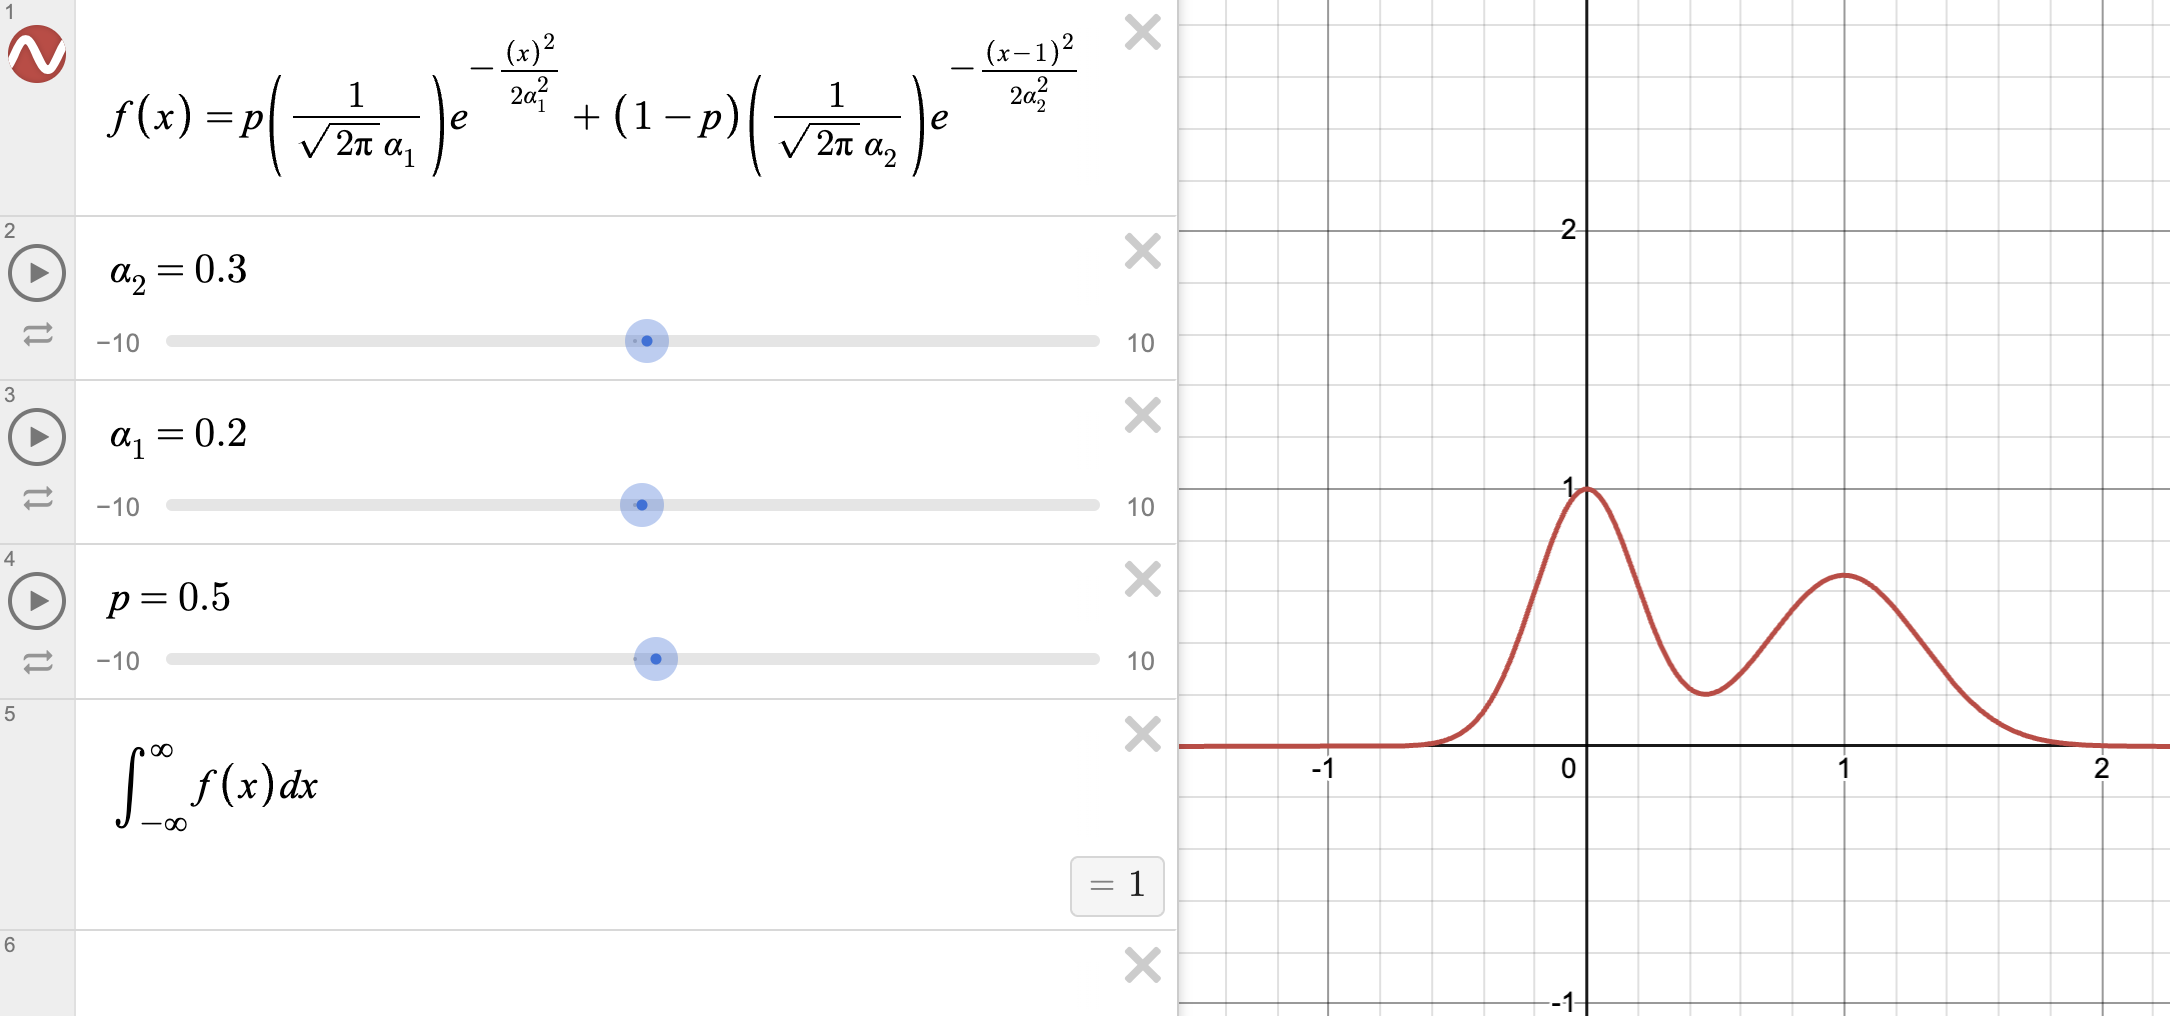 1
f(x) = p(1/(√2π α₁))e^(−(x)²/(2α₁²)) + (1 − p)(1/(√2π α₂))e^(−(x−1)²/(2α₂²))
2
α₂ = 0.3
−10 10
3
α₁ = 0.2
−10 10
4
p = 0.5
−10 10
5
∫_−∞^∞ f(x)dx
= 1
6
2
1
-1 0 1 2
-1